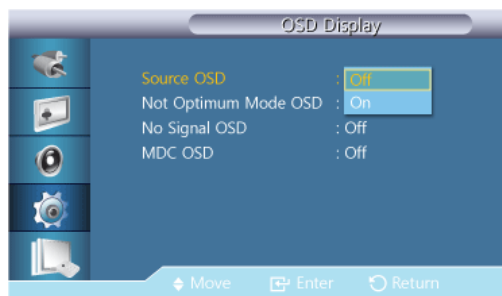 OSD Display
Source OSD : Off
Not Optimum Mode OSD : On
No Signal OSD : Off
MDC OSD : Off
Move Enter Return